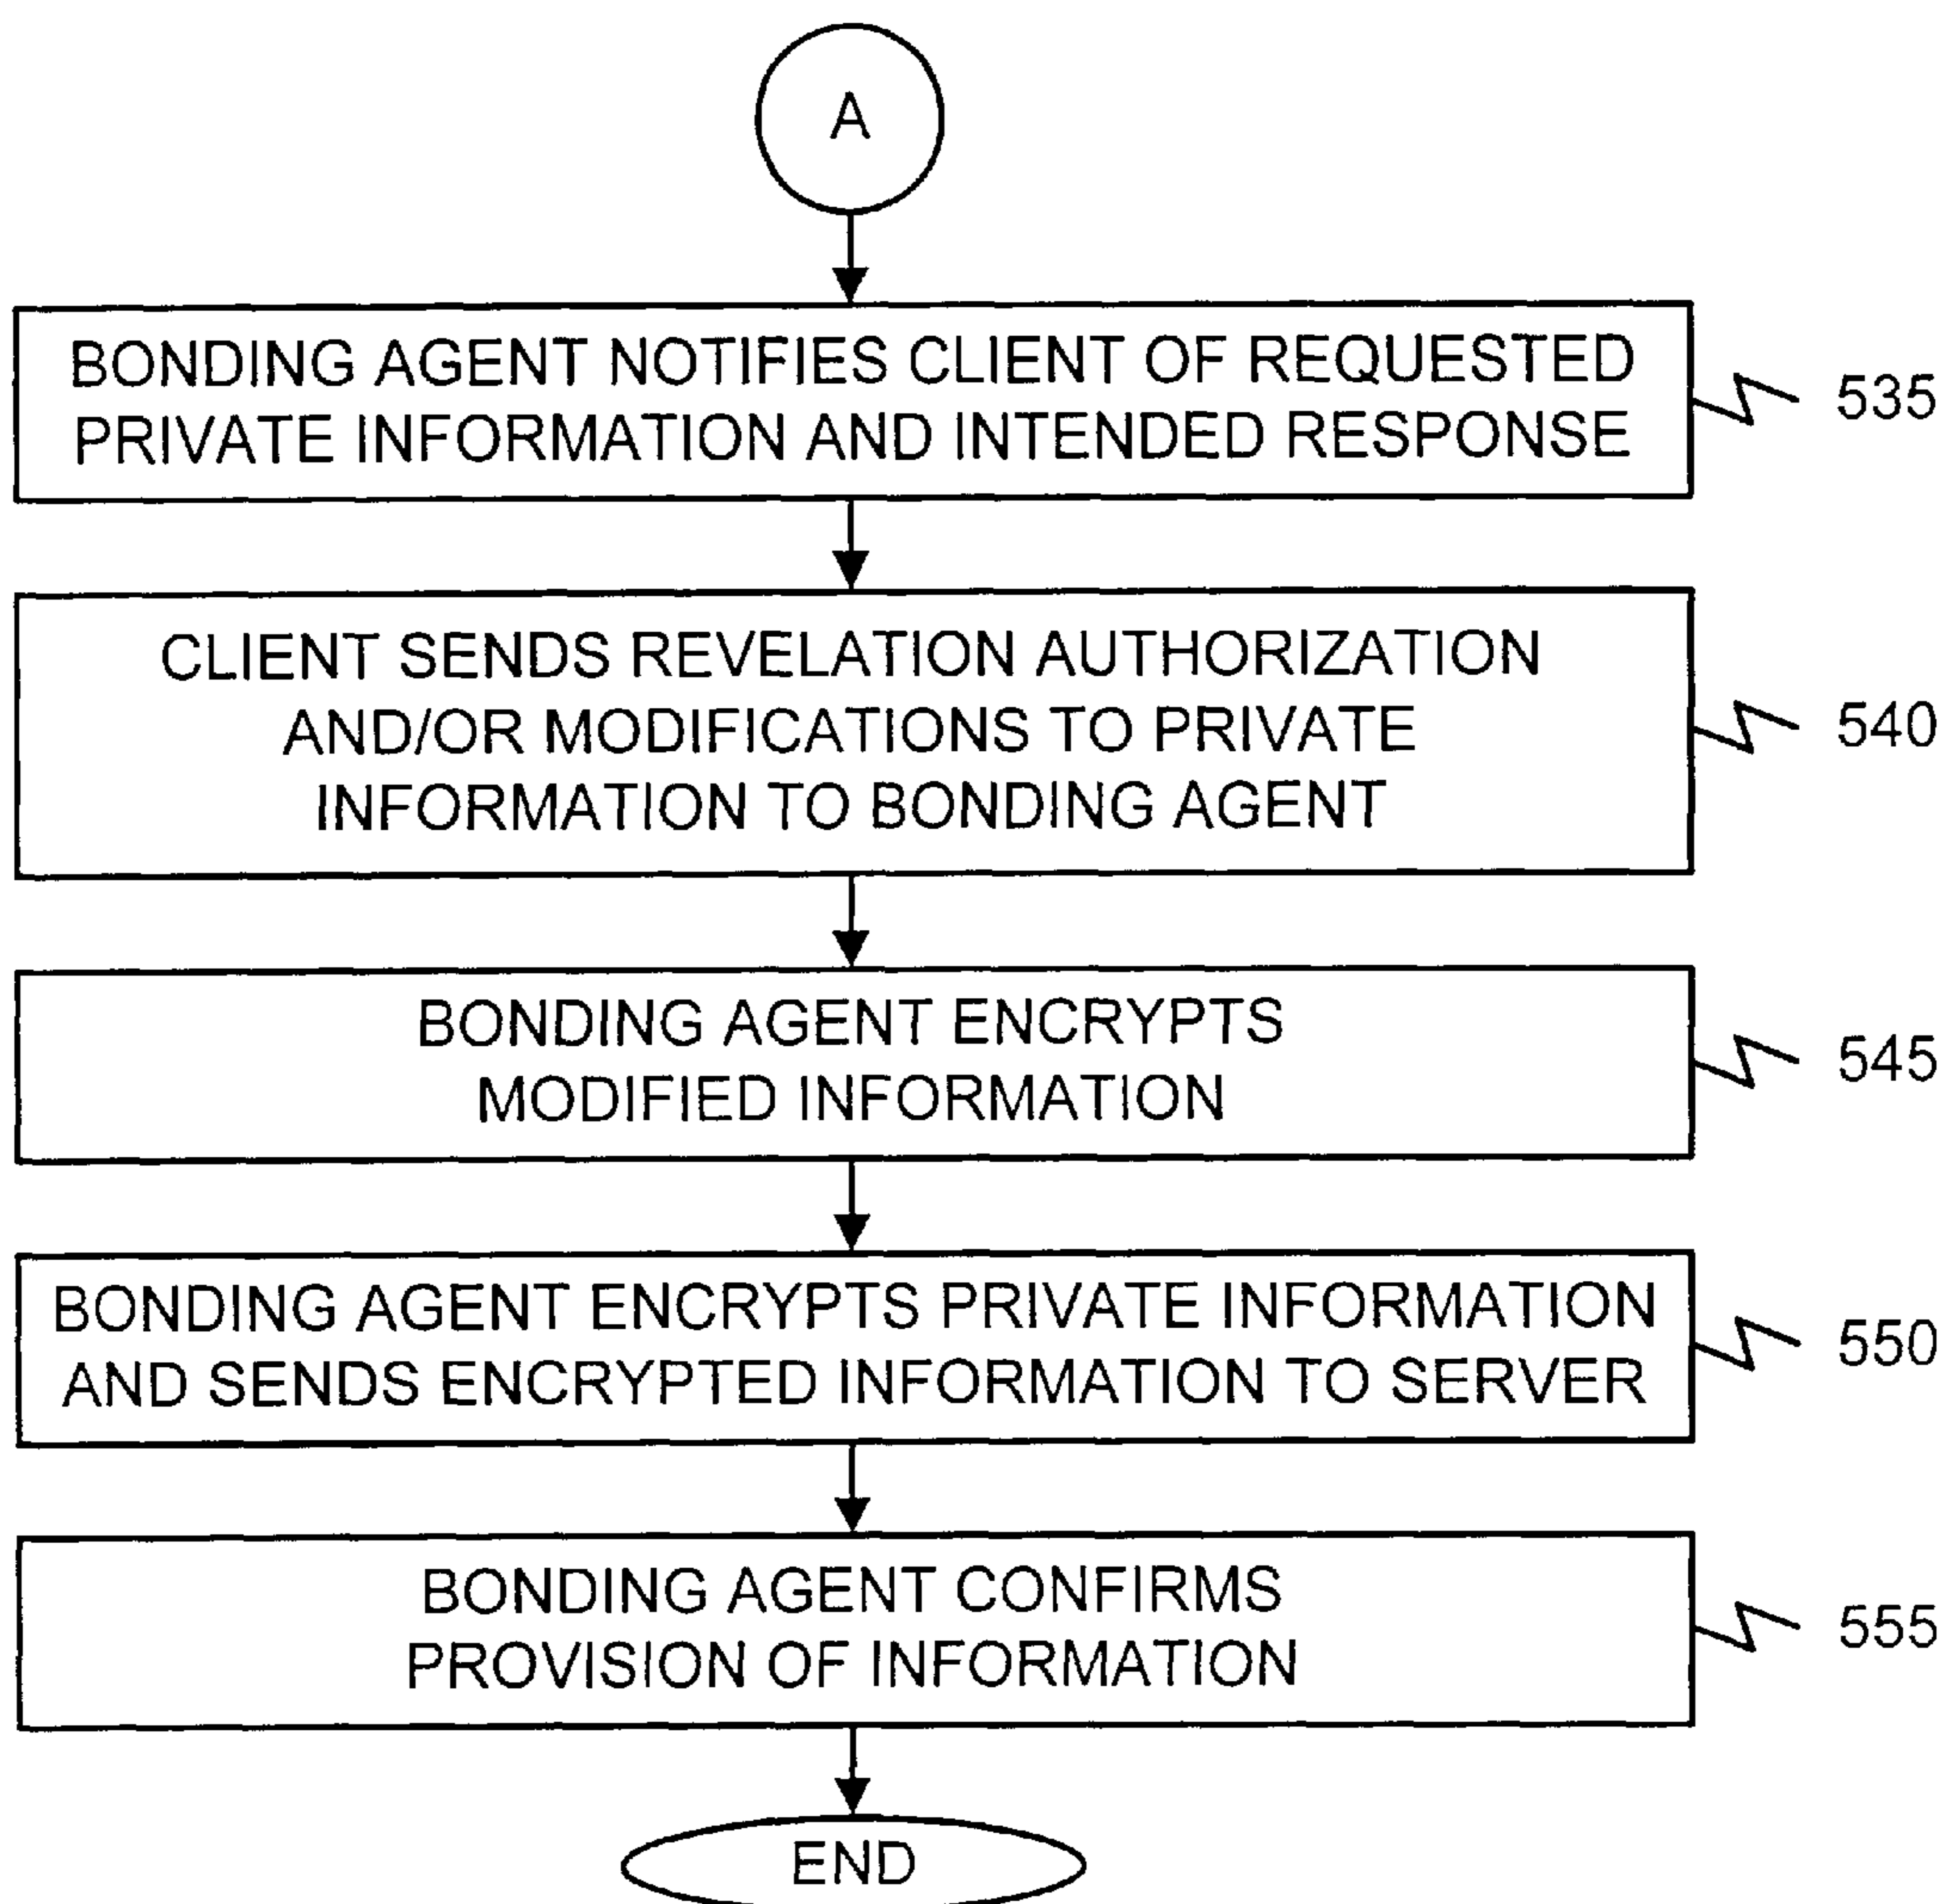 A
BONDING AGENT NOTIFIES CLIENT OF REQUESTED
PRIVATE INFORMATION AND INTENDED RESPONSE
535
CLIENT SENDS REVELATION AUTHORIZATION
AND/OR MODIFICATIONS TO PRIVATE
INFORMATION TO BONDING AGENT
540
BONDING AGENT ENCRYPTS
MODIFIED INFORMATION
545
BONDING AGENT ENCRYPTS PRIVATE INFORMATION
AND SENDS ENCRYPTED INFORMATION TO SERVER
550
BONDING AGENT CONFIRMS
PROVISION OF INFORMATION
555
END